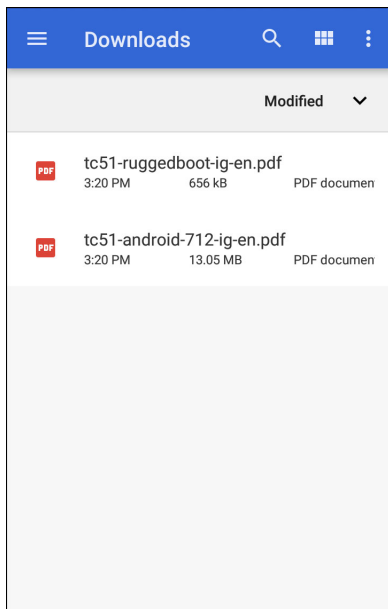 Downloads
Modified
PDF tc51-ruggedboot-ig-en.pdf
3:20 PM 656 kB PDF documen
PDF tc51-android-712-ig-en.pdf
3:20 PM 13.05 MB PDF documen